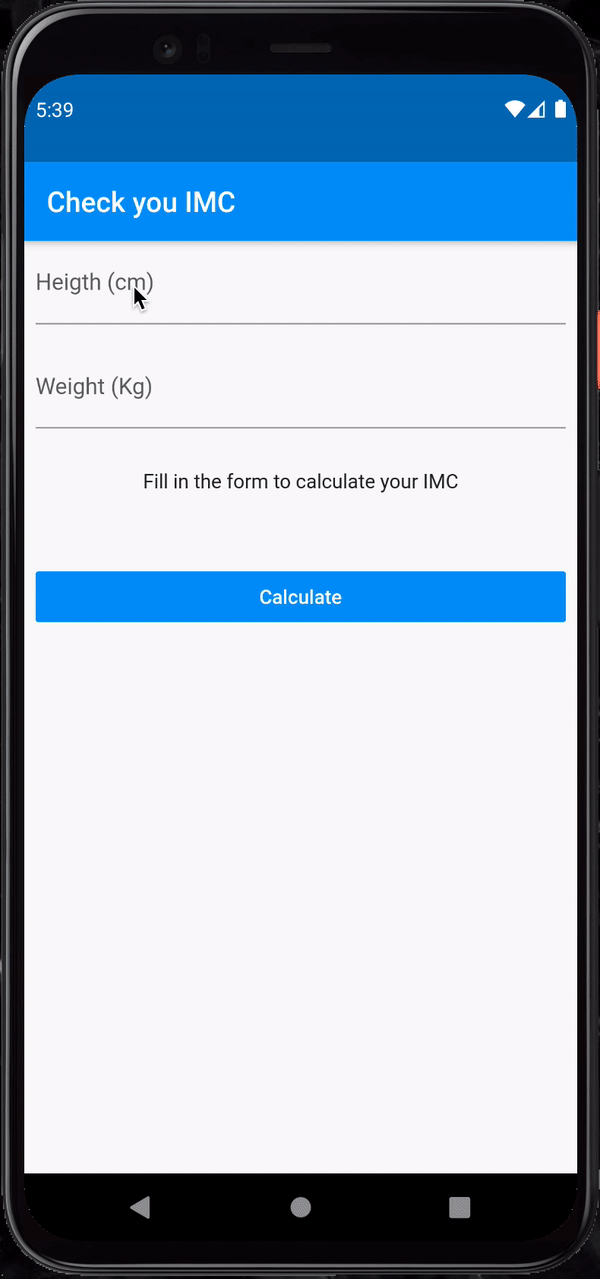 5:39
Check you IMC
Heigth (cm)
Weight (Kg)
Fill in the form to calculate your IMC
Calculate